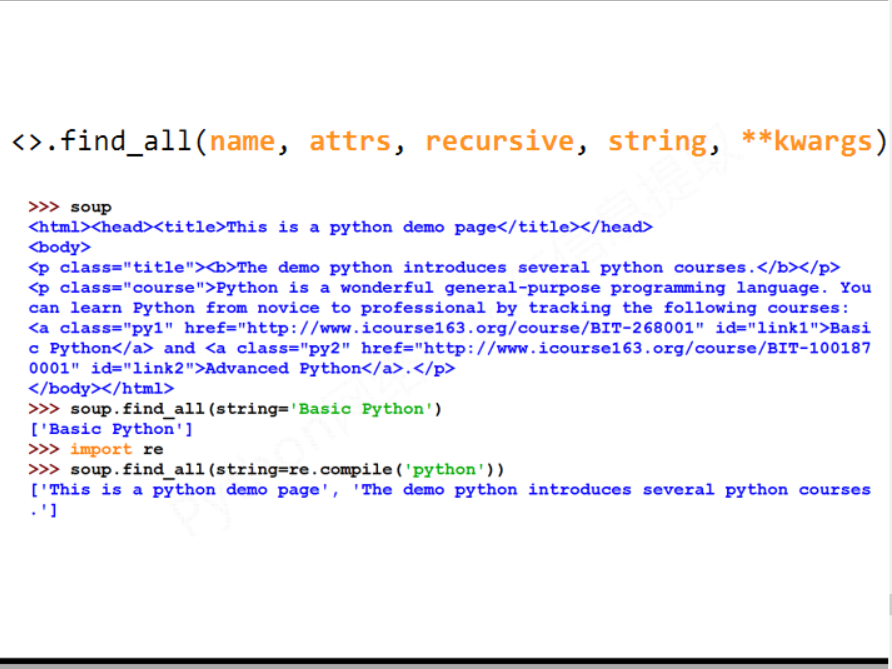 <>.find_all(name, attrs, recursive, string, **kwargs)
>>> soup
<html><head><title>This is a python demo page</title></head>
<body>
<p class="title"><b>The demo python introduces several python courses.</b></p>
<p class="course">Python is a wonderful general-purpose programming language. You
can learn Python from novice to professional by tracking the following courses:
<a class="py1" href="http://www.icourse163.org/course/BIT-268001" id="link1">Basi
c Python</a> and <a class="py2" href="http://www.icourse163.org/course/BIT-100187
0001" id="link2">Advanced Python</a>.</p>
</body></html>
>>> soup.find_all(string='Basic Python')
['Basic Python']
>>> import re
>>> soup.find_all(string=re.compile('python'))
['This is a python demo page', 'The demo python introduces several python courses
.']